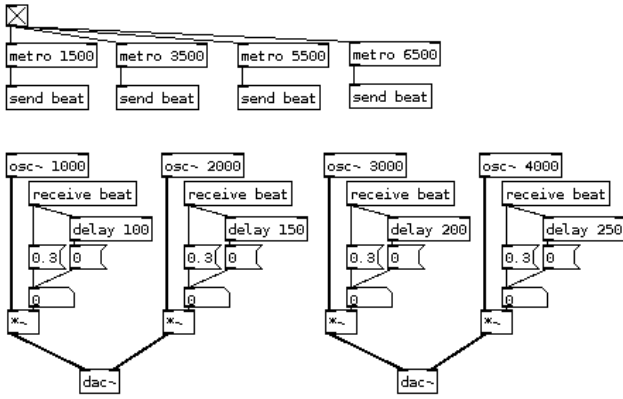 metro 1500 metro 3500 metro 5500 metro 6500
send beat send beat send beat send beat
osc~ 1000 osc~ 2000 osc~ 3000 osc~ 4000
receive beat receive beat receive beat receive beat
delay 100 delay 150 delay 200 delay 250
0.3 0 0.3 0 0.3 0 0.3 0
0 0 0 0
*~ *~ *~ *~
dac~ dac~